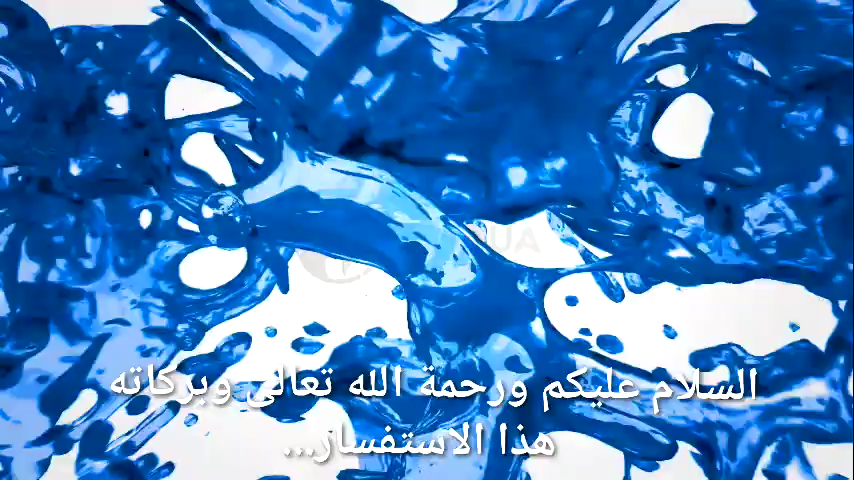 السلام عليكم ورحمة الله تعالى وبركاته
هذا الاستفسار...